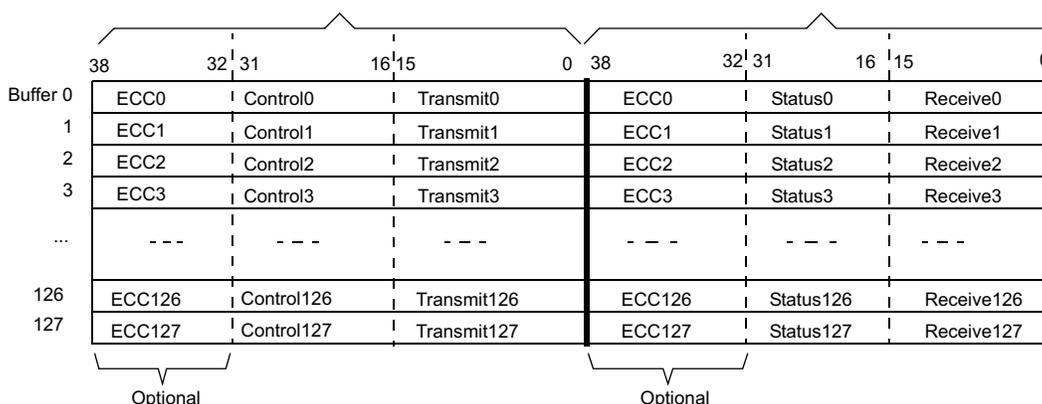 38 32 31 16 15 0 38 32 31 16 15
Buffer 0 ECC0 Control0 Transmit0 ECC0 Status0 Receive0
1 ECC1 Control1 Transmit1 ECC1 Status1 Receive1
2 ECC2 Control2 Transmit2 ECC2 Status2 Receive2
3 ECC3 Control3 Transmit3 ECC3 Status3 Receive3
... --- --- --- --- --- ---
126 ECC126 Control126 Transmit126 ECC126 Status126 Receive126
127 ECC127 Control127 Transmit127 ECC127 Status127 Receive127
Optional Optional